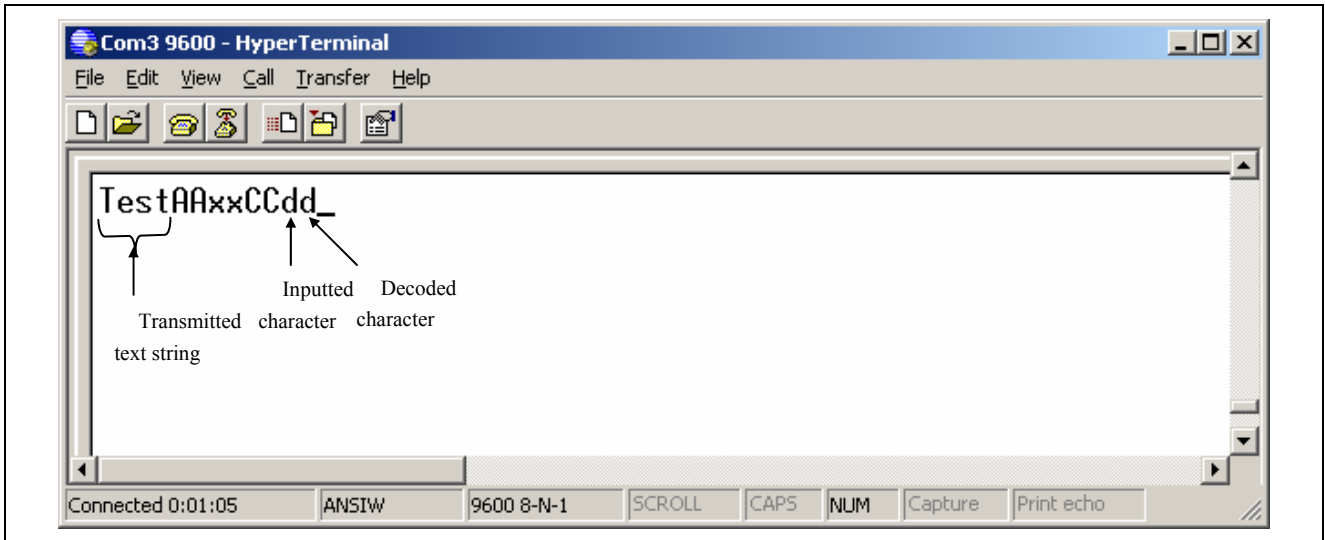 Com3 9600 - HyperTerminal
File Edit View Call Transfer Help
TestAAxxCCdd_
Inputted Decoded
Transmitted character character
text string
Connected 0:01:05 ANSIW 9600 8-N-1 SCROLL CAPS NUM Capture Print echo